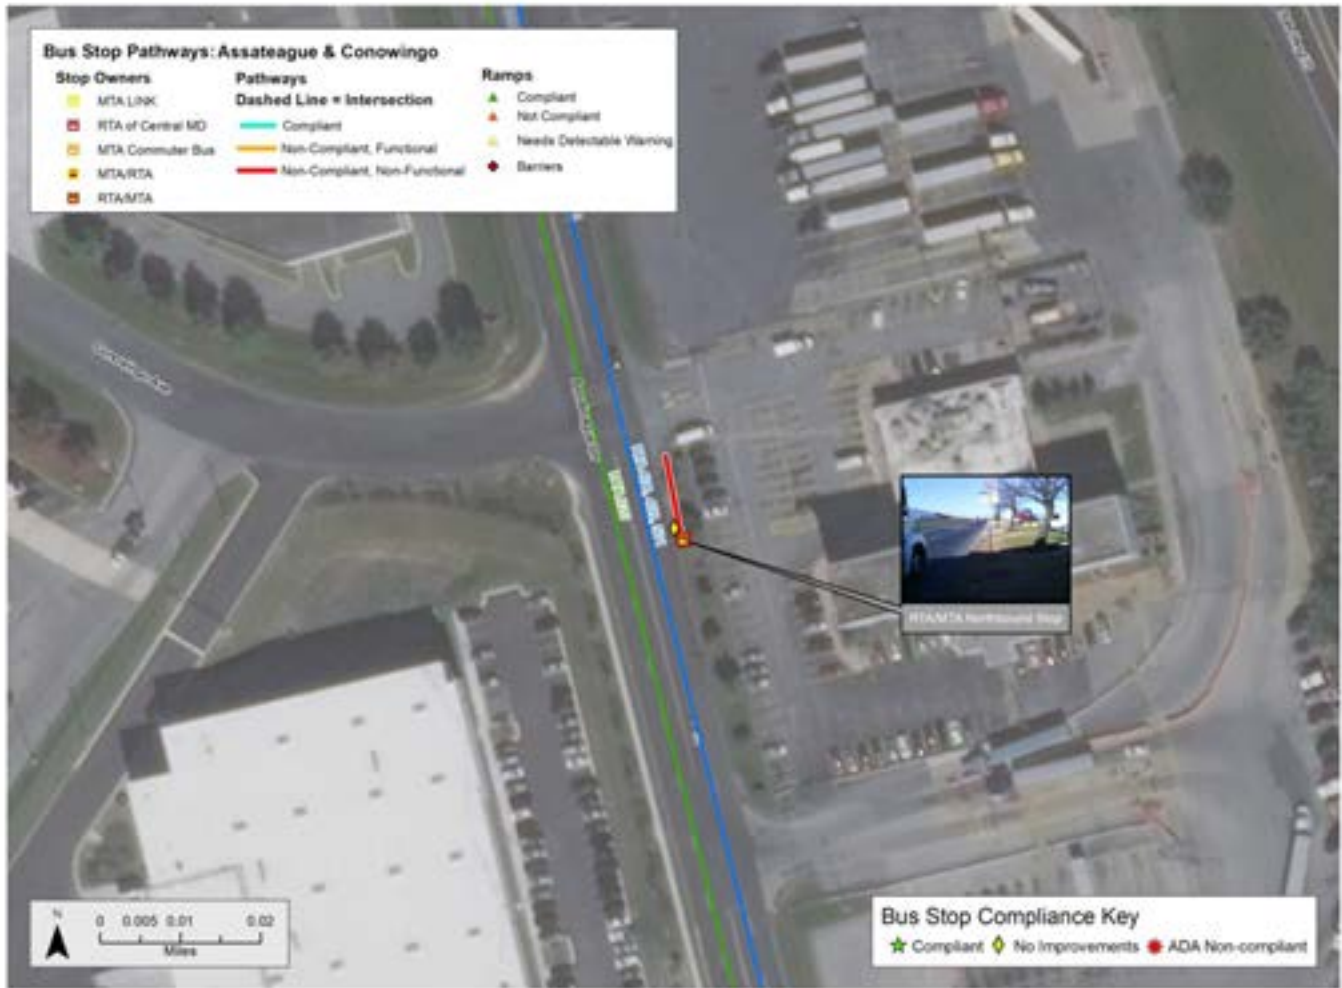 Bus Stop Pathways: Assateague & Conowingo
Stop Owners
MTA LINK
RTA of Central MD
MTA Commuter Bus
MTA/RTA
RTA/MTA
Pathways
Dashed Line = Intersection
Compliant
Non-Compliant, Functional
Non-Compliant, Non-Functional
Ramps
Compliant
Not Compliant
Needs Detectable Warning
Barriers
RTA/MTA Northbound Stop
N
0 0.005 0.01 0.02
Miles
Bus Stop Compliance Key
Compliant No Improvements ADA Non-compliant